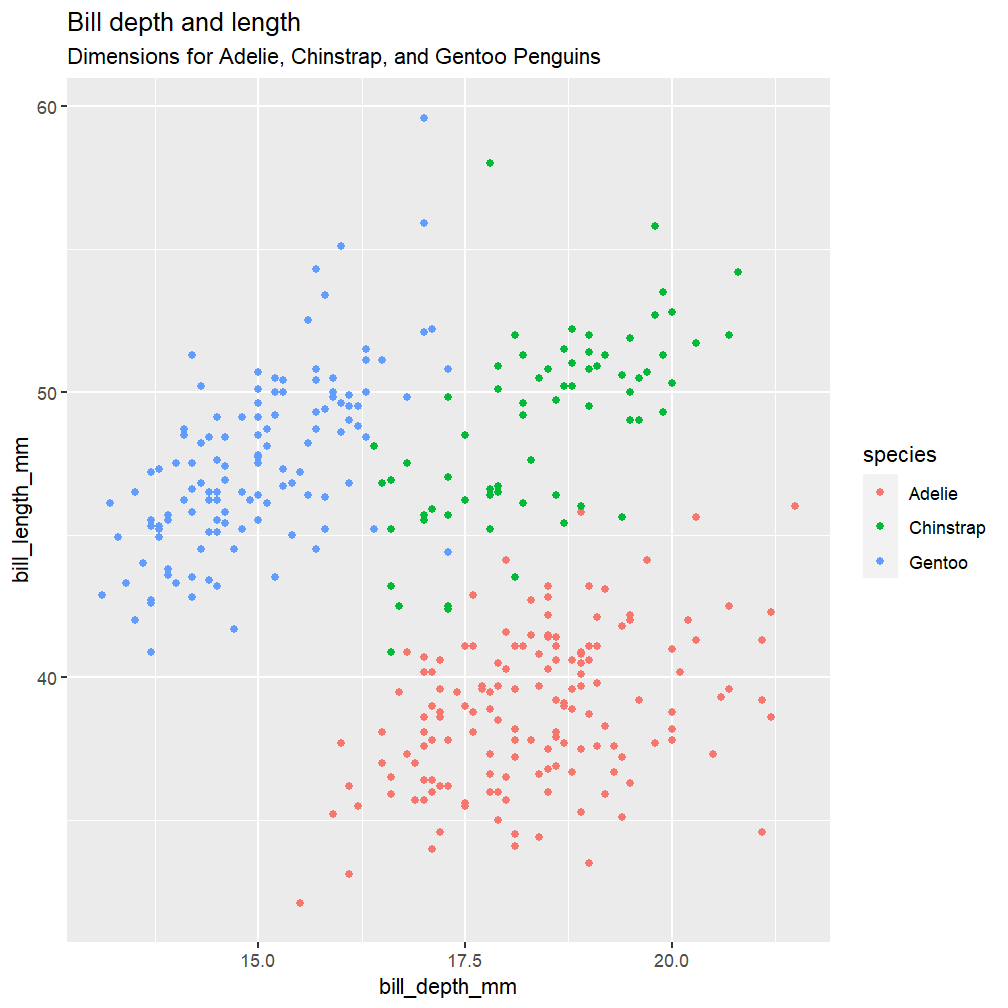 Bill depth and length
Dimensions for Adelie, Chinstrap, and Gentoo Penguins
60
50
40
bill_length_mm
15.0 17.5 20.0
bill_depth_mm
species
Adelie
Chinstrap
Gentoo